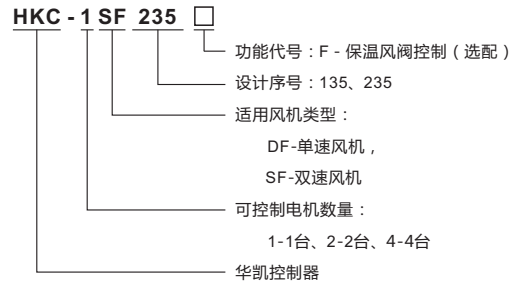 HKC - 1 SF 235 □
功能代号：F - 保温风阀控制（选配）
设计序号：135、235
适用风机类型：
DF-单速风机，
SF-双速风机
可控制电机数量：
1-1台、2-2台、4-4台
华凯控制器